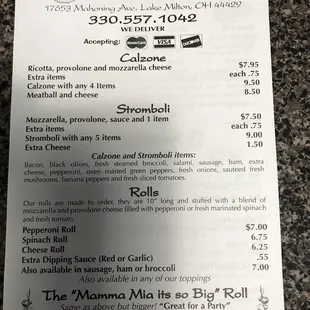 17853 Mahoning Ave. Lake Milton, OH 44429
330.557.1042
WE DELIVER
Accepting: MasterCard VISA DISCOVER
Calzone
Ricotta, provolone and mozzarella cheese $7.95
Extra items each .75
Calzone with any 4 Items 9.50
Meatball and cheese 8.50
Stromboli
Mozzarella, provolone, sauce and 1 item $7.50
Extra items each .75
Stromboli with any 5 items 9.00
Extra Cheese 1.50
Calzone and Stromboli items:
Bacon, black olives, fresh steamed broccoli, salami, sausage, ham, extra
cheese, pepperoni, oven roasted green peppers, fresh onions, sauteed fresh
mushrooms, banana peppers and fresh sliced tomatoes.
Rolls
Our rolls are made to order, they are 10" long and stuffed with a blend of
mozzarella and provolone cheese filled with pepperoni or fresh marinated spinach
and fresh tomato.
Pepperoni Roll $7.00
Spinach Roll 6.75
Cheese Roll 6.25
Extra Dipping Sauce (Red or Garlic) .55
Also available in sausage, ham or broccoli 7.00
Also available in any of our toppings
The "Mamma Mia its so Big" Roll
Same as above but bigger! "Great for a Party"